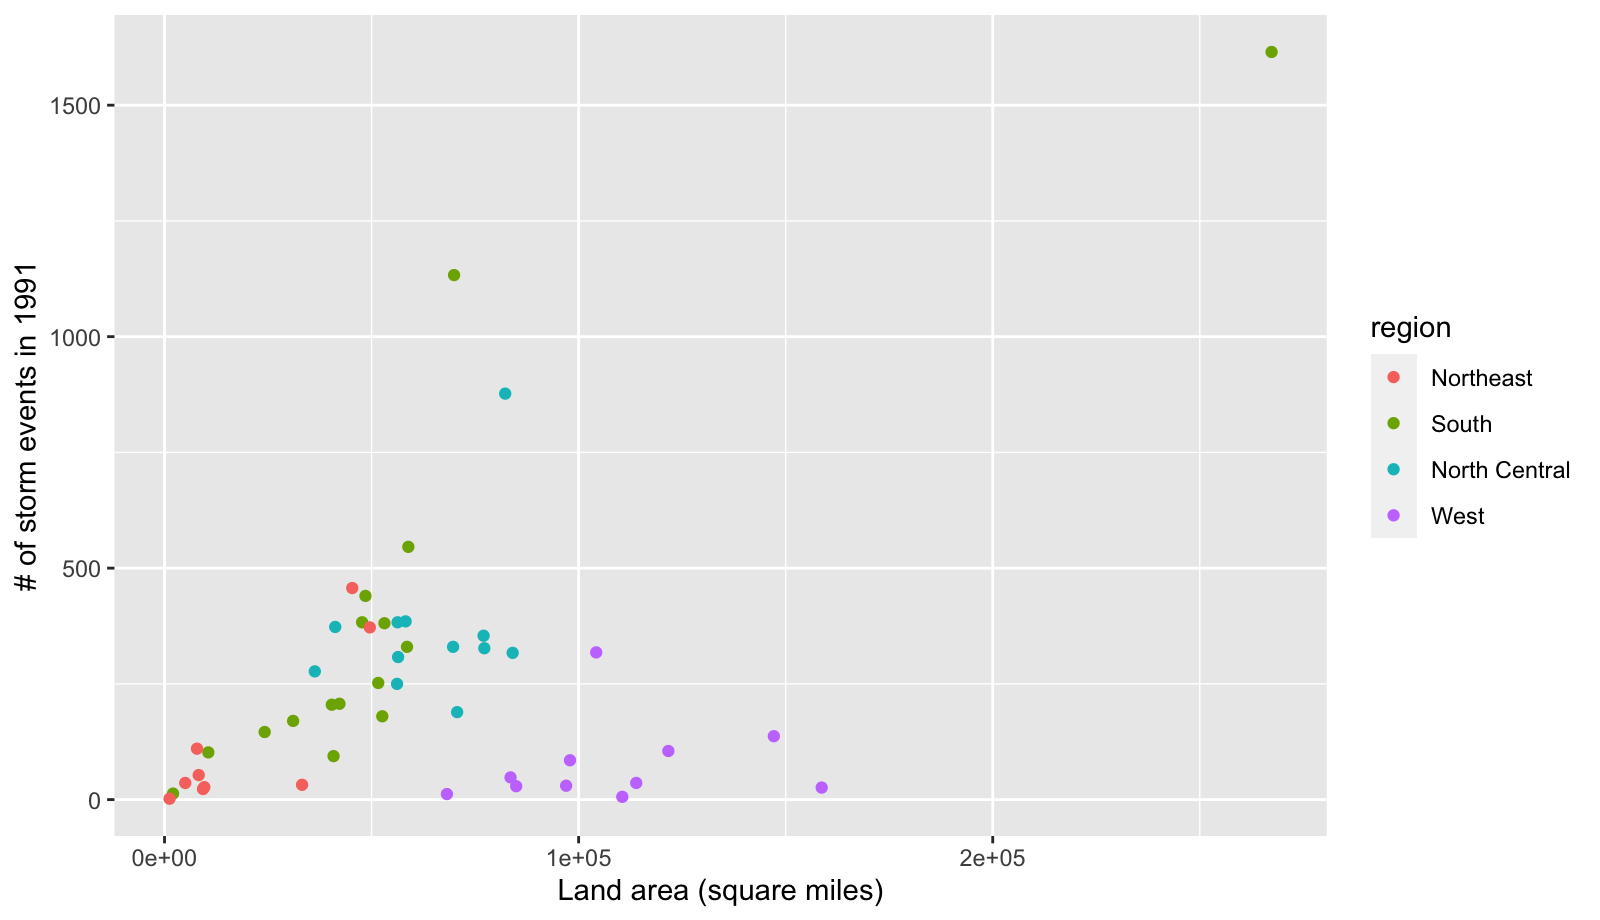 # of storm events in 1991
1500
1000
500
0
0e+00
1e+05
2e+05
Land area (square miles)
region
Northeast
South
North Central
West